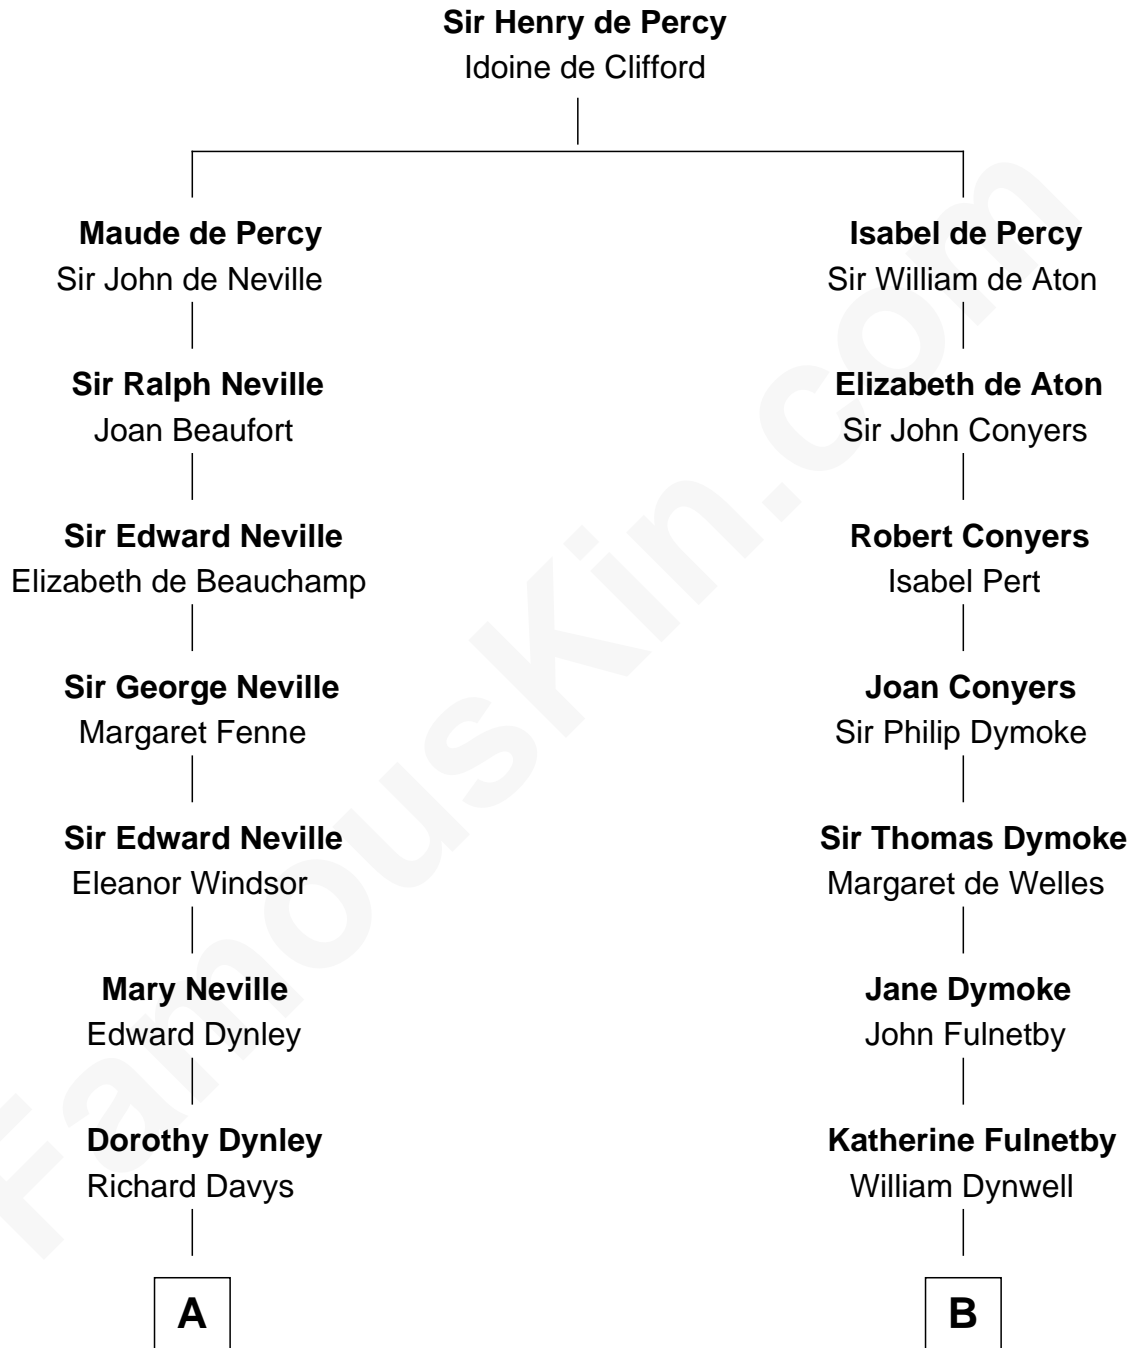 Sir Henry de Percy
Idoine de Clifford
Maude de Percy
Sir John de Neville
Isabel de Percy
Sir William de Aton
Sir Ralph Neville
Joan Beaufort
Elizabeth de Aton
Sir John Conyers
Sir Edward Neville
Elizabeth de Beauchamp
Robert Conyers
Isabel Pert
Sir George Neville
Margaret Fenne
Joan Conyers
Sir Philip Dymoke
Sir Edward Neville
Eleanor Windsor
Sir Thomas Dymoke
Margaret de Welles
Mary Neville
Edward Dynley
Jane Dymoke
John Fulnetby
Dorothy Dynley
Richard Davys
Katherine Fulnetby
William Dynwell
A
B
FamousKin.com